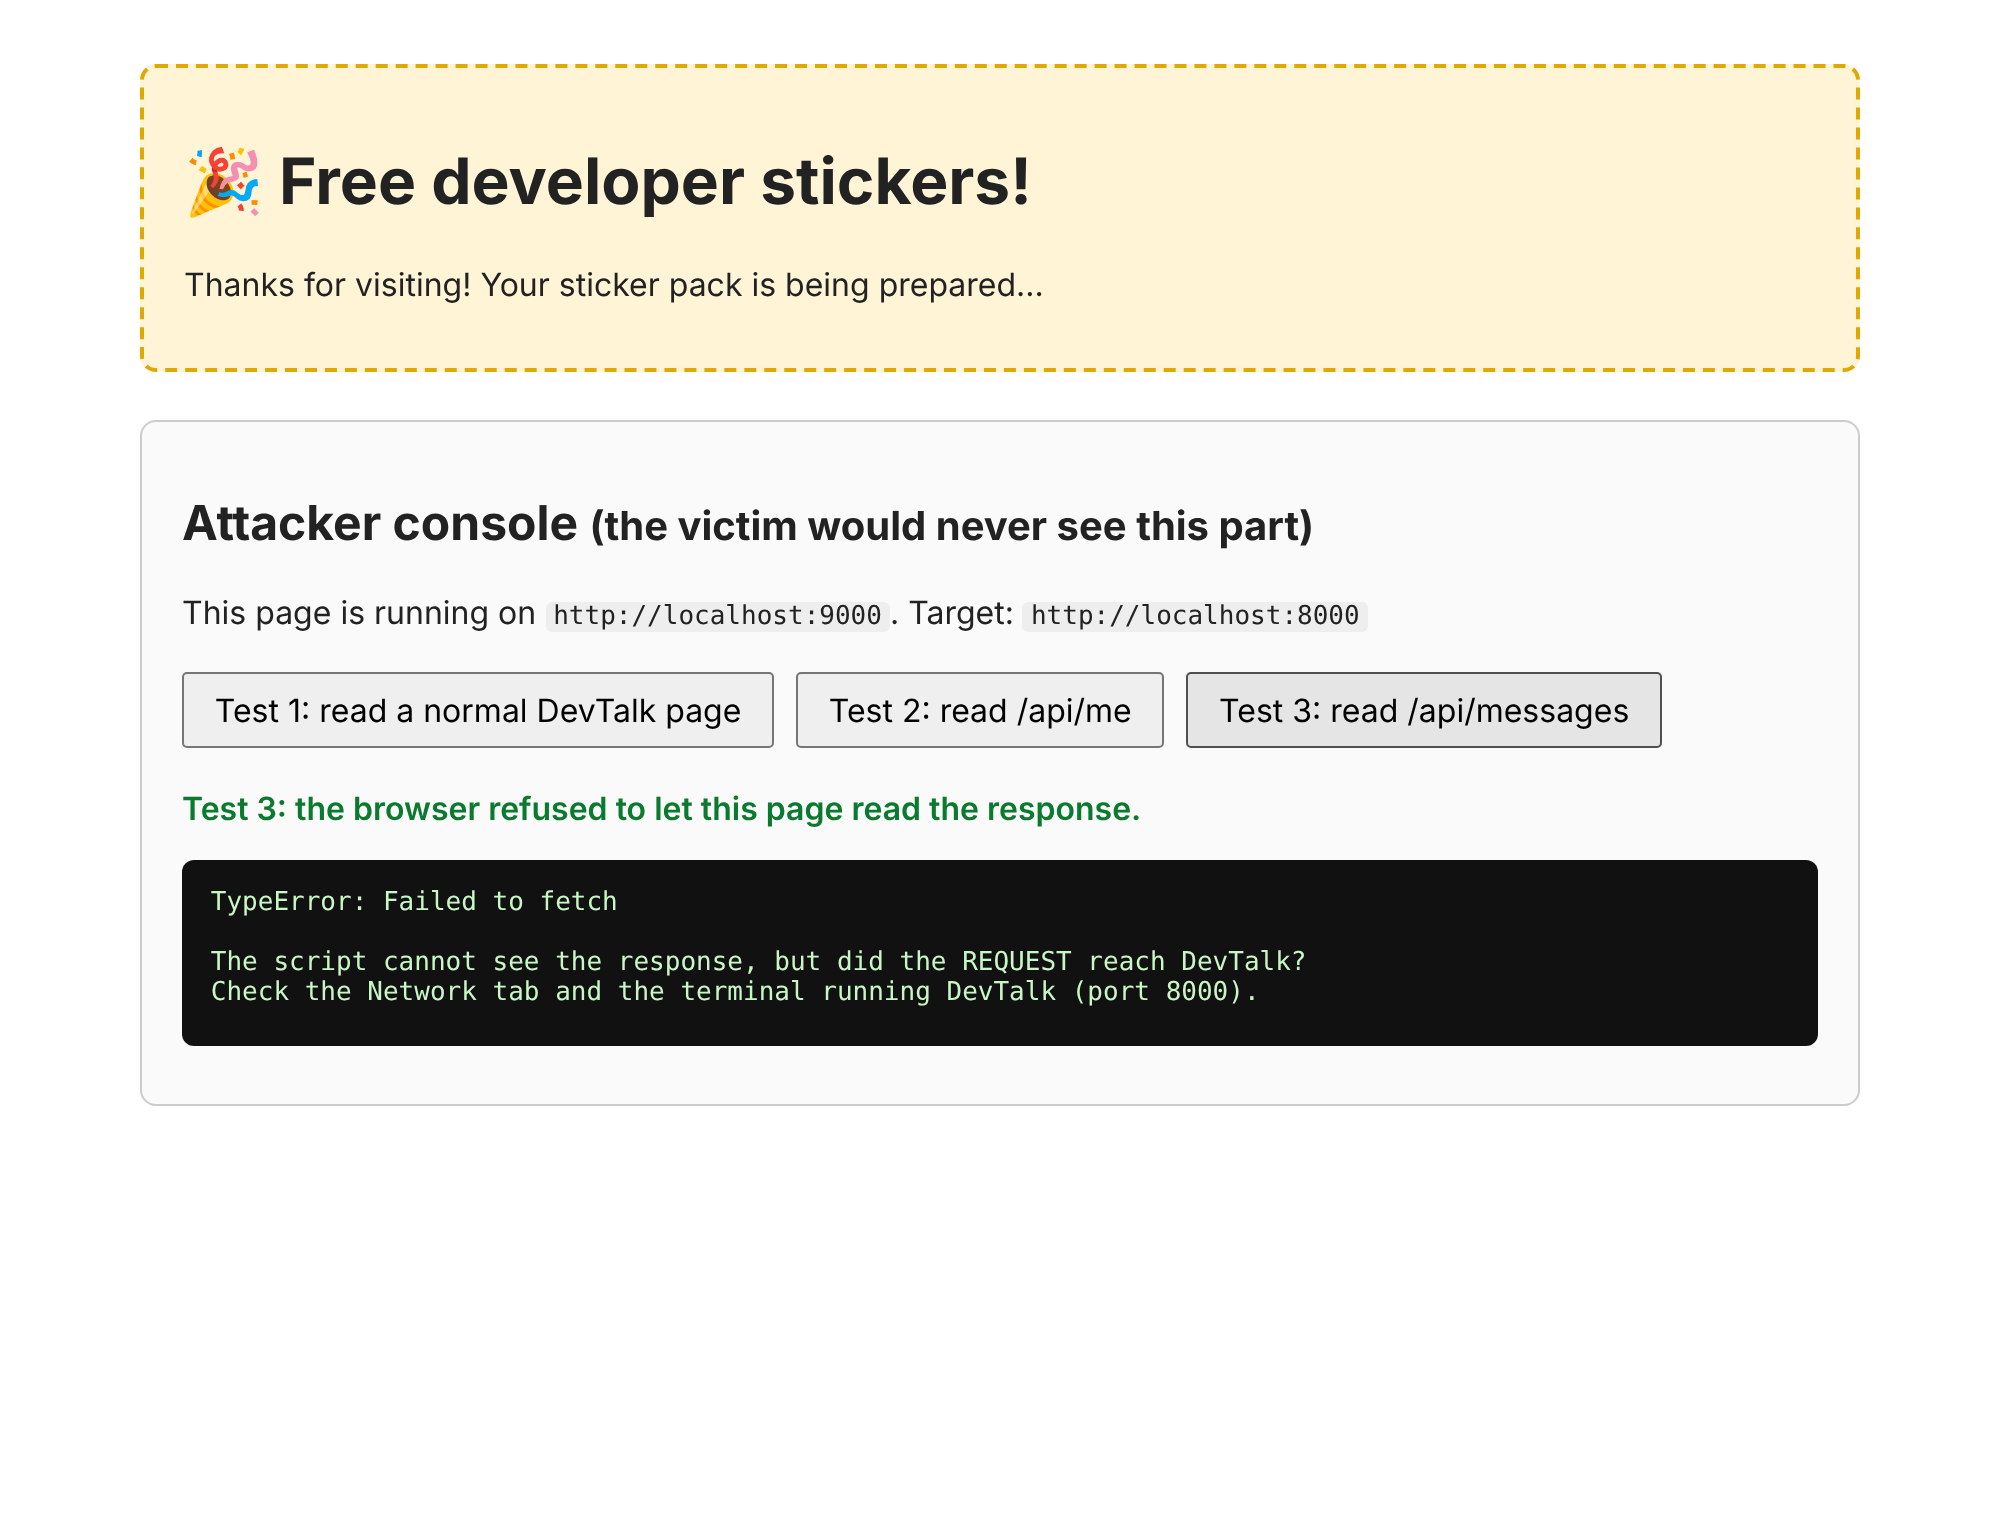 🎉 Free developer stickers!
Thanks for visiting! Your sticker pack is being prepared...
Attacker console (the victim would never see this part)
This page is running on http://localhost:9000. Target: http://localhost:8000
Test 1: read a normal DevTalk page Test 2: read /api/me Test 3: read /api/messages
Test 3: the browser refused to let this page read the response.
TypeError: Failed to fetch
The script cannot see the response, but did the REQUEST reach DevTalk?
Check the Network tab and the terminal running DevTalk (port 8000).